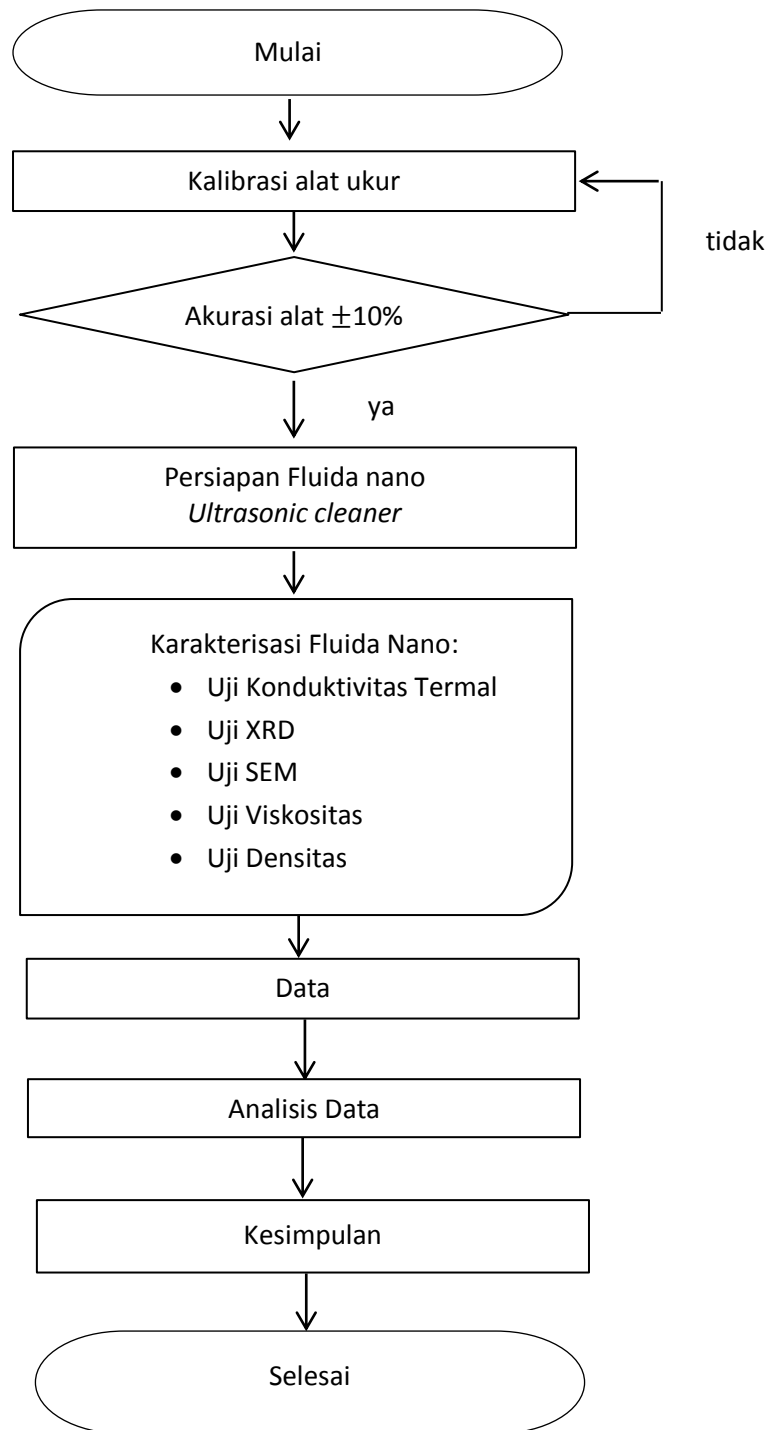 Mulai
Kalibrasi alat ukur
tidak
Akurasi alat ±10%
ya
Persiapan Fluida nano
Ultrasonic cleaner
Karakterisasi Fluida Nano:
• Uji Konduktivitas Termal
• Uji XRD
• Uji SEM
• Uji Viskositas
• Uji Densitas
Data
Analisis Data
Kesimpulan
Selesai